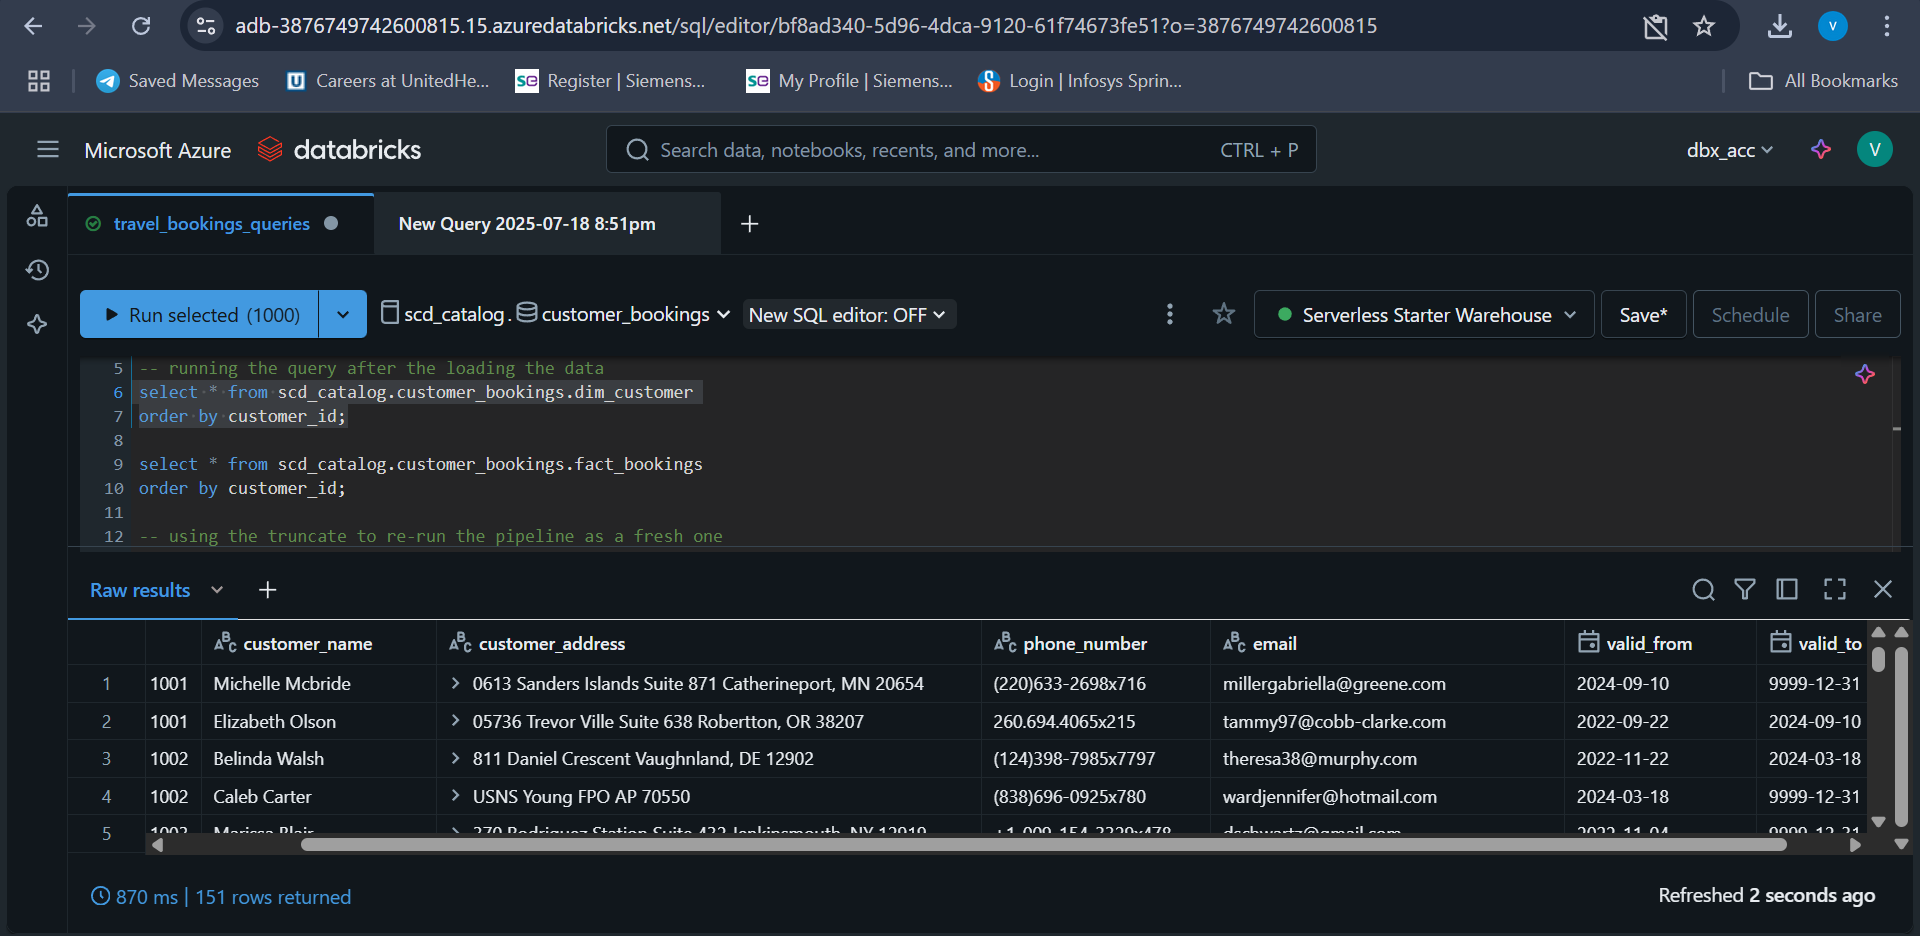 adb-3876749742600815.15.azuredatabricks.net/sql/editor/bf8ad340-5d96-4dca-9120-61f74673fe51?o=3876749742600815
V
Saved Messages
Careers at UnitedHe...
Register | Siemens...
My Profile | Siemens...
Login | Infosys Sprin...
All Bookmarks
Microsoft Azure databricks
Search data, notebooks, recents, and more... CTRL + P
dbx_acc
V
travel_bookings_queries
New Query 2025-07-18 8:51pm
+
Run selected (1000)
scd_catalog. customer_bookings
New SQL editor: OFF
Serverless Starter Warehouse
Save*
Schedule
Share
5 -- running the query after the loading the data
6 select * from scd_catalog.customer_bookings.dim_customer
7 order by customer_id;
8
9 select * from scd_catalog.customer_bookings.fact_bookings
10 order by customer_id;
11
12 -- using the truncate to re-run the pipeline as a fresh one
Raw results +
customer_name customer_address phone_number email valid_from valid_to
1 1001 Michelle Mcbride 0613 Sanders Islands Suite 871 Catherineport, MN 20654 (220)633-2698x716 millergabriella@greene.com 2024-09-10 9999-12-31
2 1001 Elizabeth Olson 05736 Trevor Ville Suite 638 Robertton, OR 38207 260.694.4065x215 tammy97@cobb-clarke.com 2022-09-22 2024-09-10
3 1002 Belinda Walsh 811 Daniel Crescent Vaughnland, DE 12902 (124)398-7985x7797 theresa38@murphy.com 2022-11-22 2024-03-18
4 1002 Caleb Carter USNS Young FPO AP 70550 (838)696-0925x780 wardjennifer@hotmail.com 2024-03-18 9999-12-31
5
870 ms | 151 rows returned
Refreshed 2 seconds ago